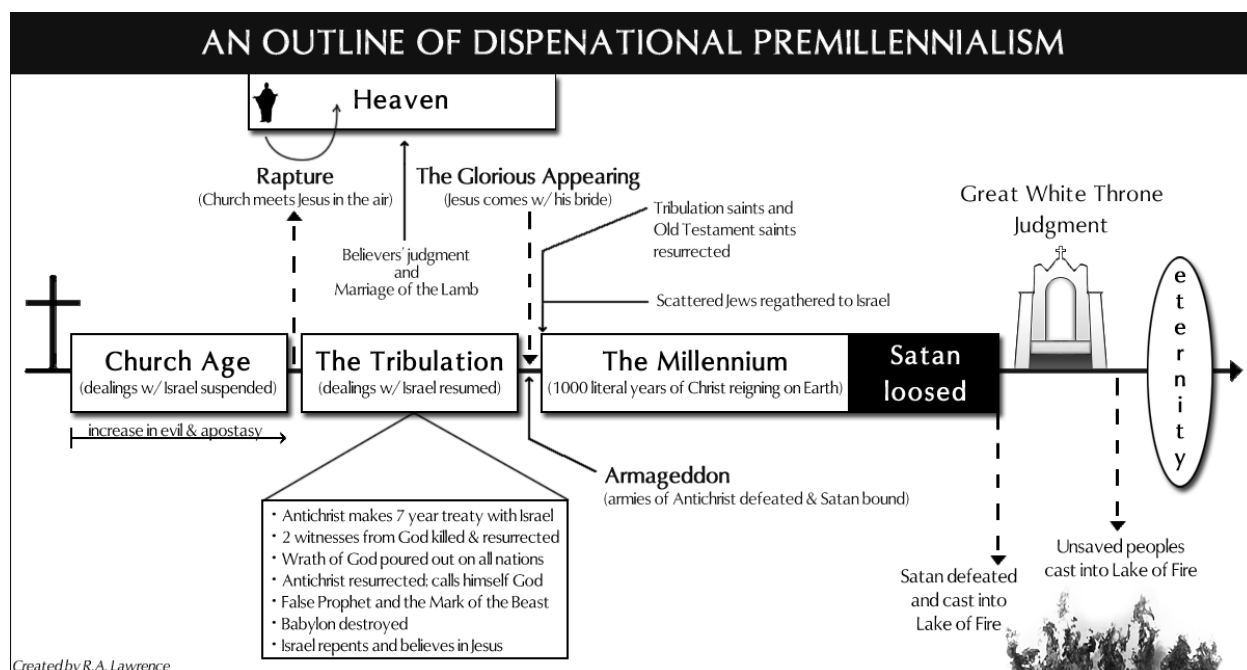 AN OUTLINE OF DISPENATIONAL PREMILLENNIALISM
Heaven
Rapture
(Church meets Jesus in the air)
The Glorious Appearing
(Jesus comes w/ his bride)
Believers' judgment
and
Marriage of the Lamb
Tribulation saints and
Old Testament saints
resurrected
Scattered Jews regathered to Israel
Great White Throne
Judgment
eternity
Church Age
(dealings w/ Israel suspended)
The Tribulation
(dealings w/ Israel resumed)
The Millennium
(1000 literal years of Christ reigning on Earth)
Satan
loosed
increase in evil & apostasy
Armageddon
(armies of Antichrist defeated & Satan bound)
• Antichrist makes 7 year treaty with Israel
• 2 witnesses from God killed & resurrected
• Wrath of God poured out on all nations
• Antichrist resurrected: calls himself God
• False Prophet and the Mark of the Beast
• Babylon destroyed
• Israel repents and believes in Jesus
Satan defeated
and cast into
Lake of Fire
Unsaved peoples
cast into Lake of Fire
Created by R.A. Lawrence